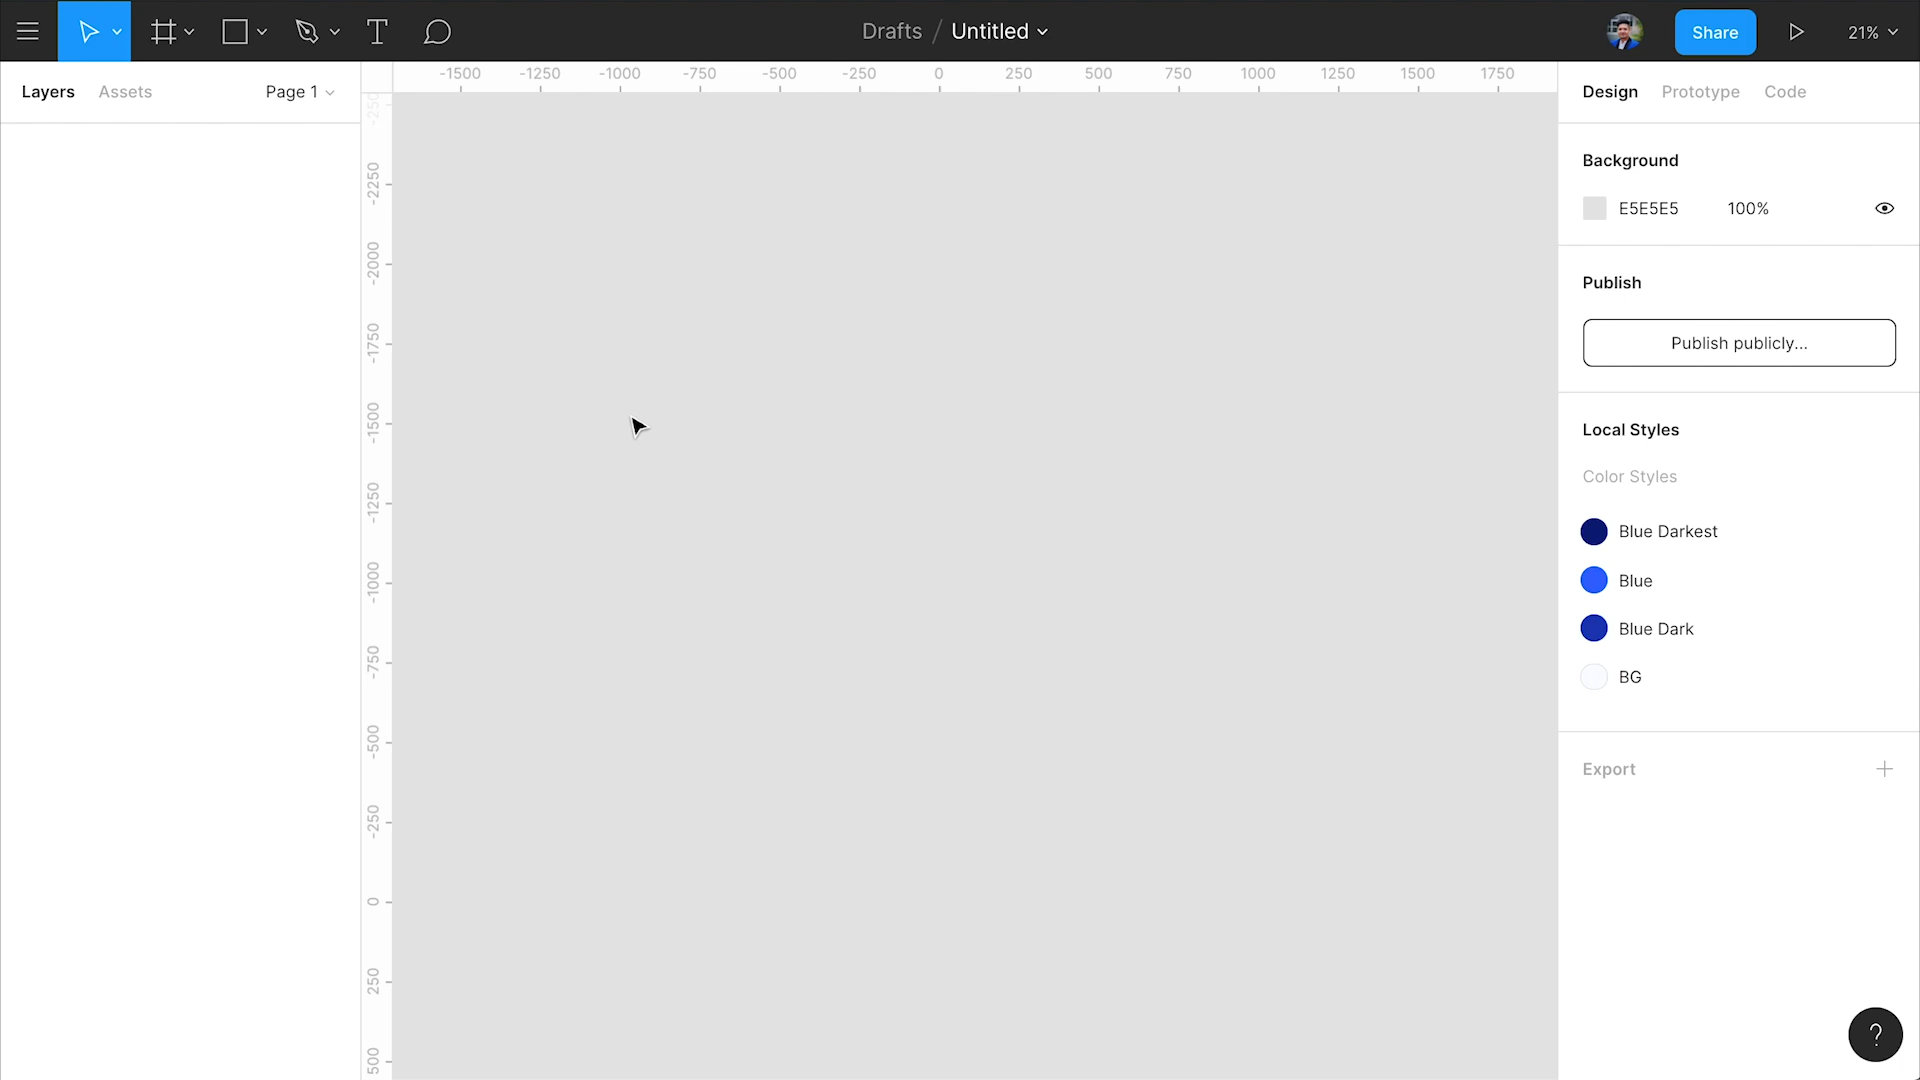 Drafts / Untitled
Share
21%
Layers Assets Page 1
-1500 -1250 -1000 -750 -500 -250 0 250 500 750 1000 1250 1500 1750
-250
-2250
-2000
-1750
-1500
-1250
-1000
-750
-500
-250
0
250
500
Design Prototype Code
Background
E5E5E5 100%
Publish
Publish publicly...
Local Styles
Color Styles
Blue Darkest
Blue
Blue Dark
BG
Export
?